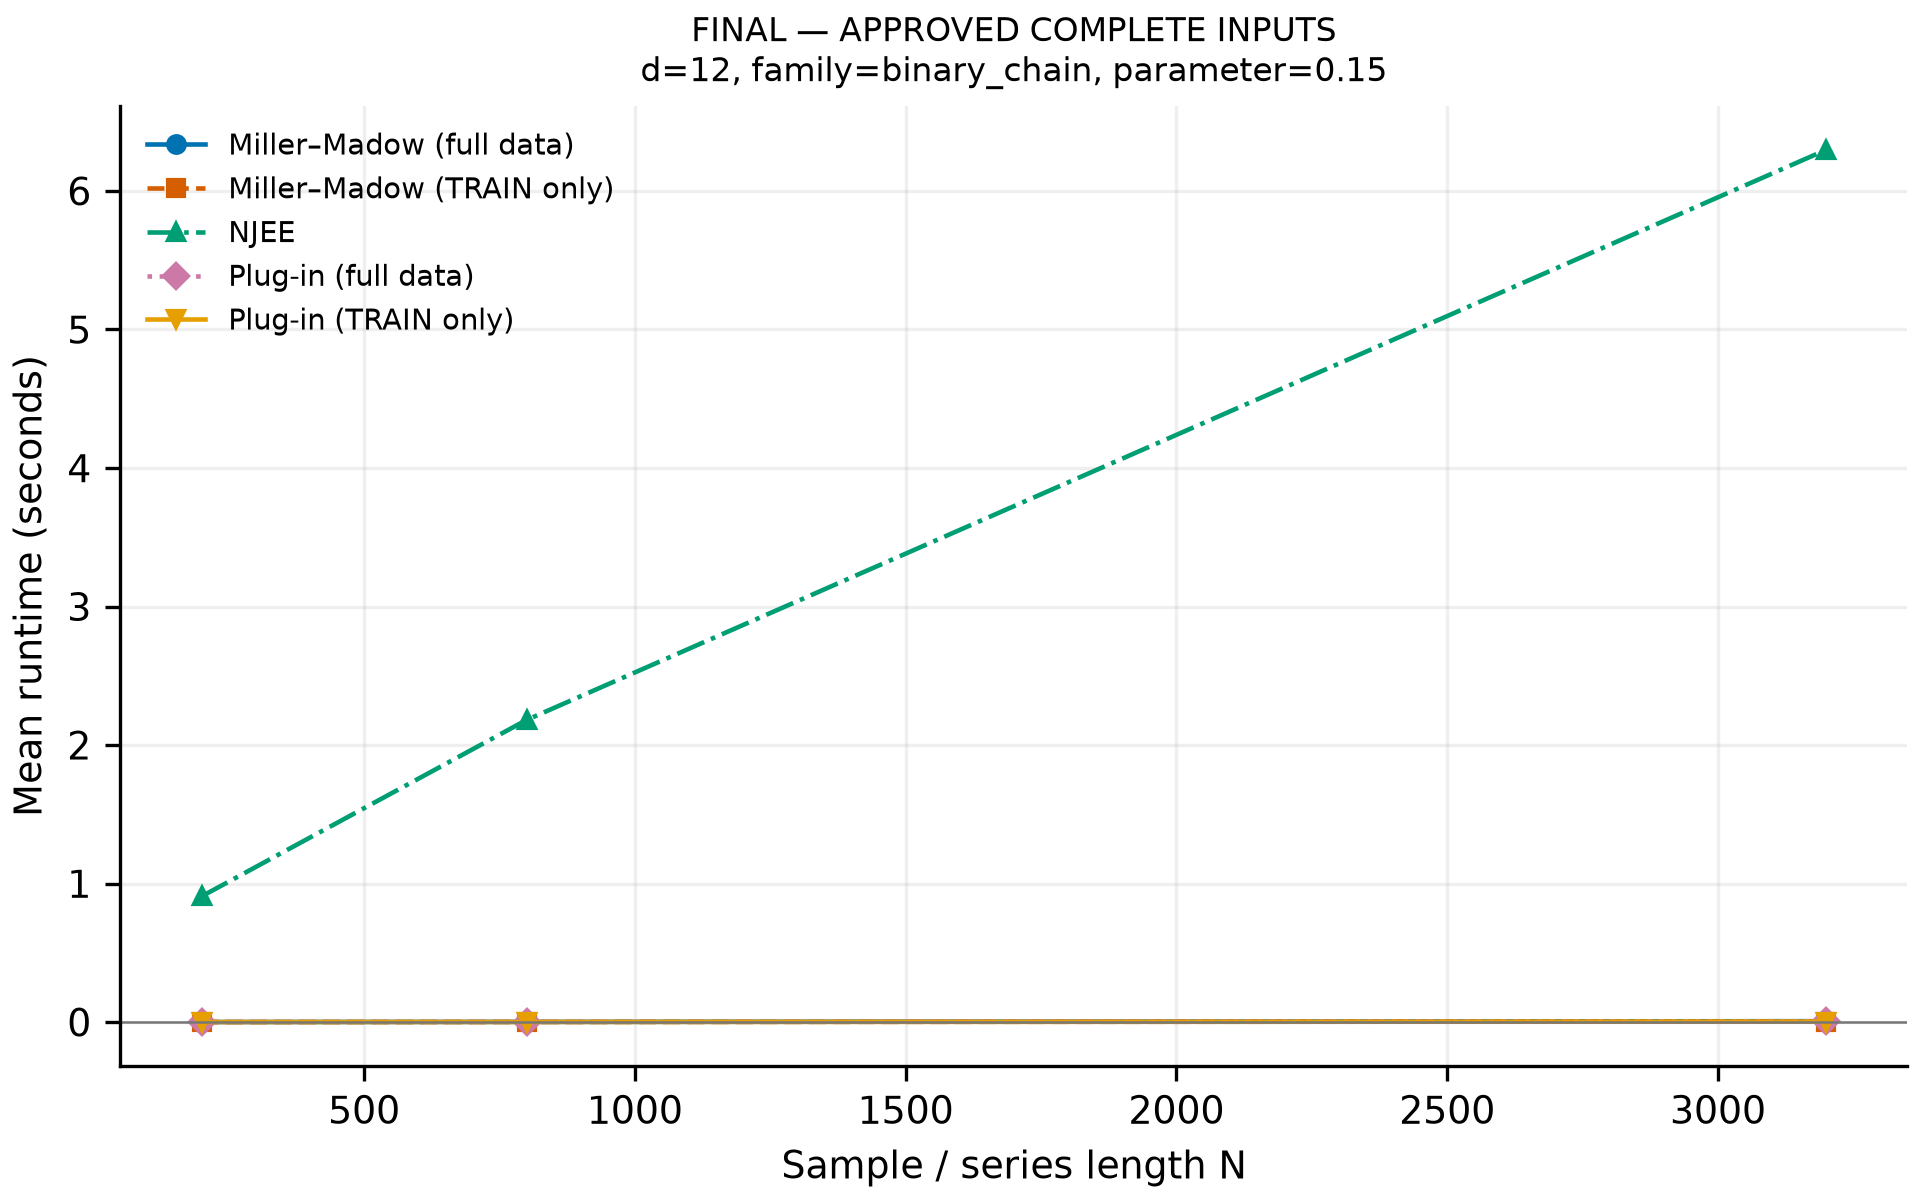 FINAL — APPROVED COMPLETE INPUTS
d=12, family=binary_chain, parameter=0.15
Miller–Madow (full data)
Miller–Madow (TRAIN only)
NJEE
Plug-in (full data)
Plug-in (TRAIN only)
Mean runtime (seconds)
6
5
4
3
2
1
0
500 1000 1500 2000 2500 3000
Sample / series length N